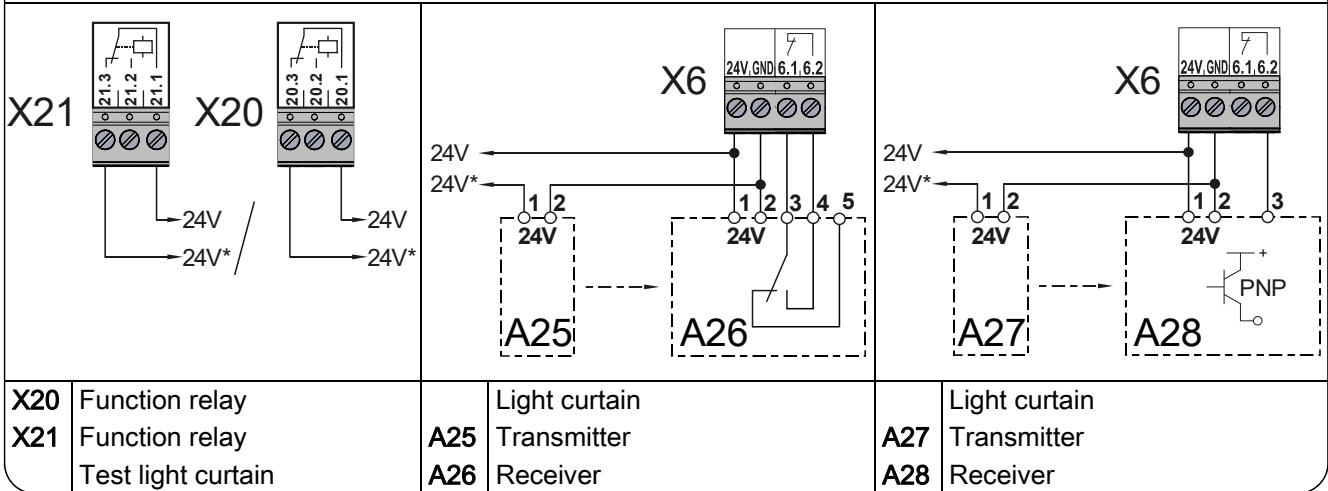 X21
21.3
21.2
21.1
24V
24V*
X20
20.3
20.2
20.1
24V
24V*
X6
24V GND 6.1 6.2
24V
24V*
1 2
24V
A25
1 2 3 4 5
24V
A26
X6
24V GND 6.1 6.2
24V
24V*
1 2
24V
A27
1 2 3
24V
+
PNP
A28
X20 Function relay
X21 Function relay
Test light curtain
Light curtain
A25 Transmitter
A26 Receiver
Light curtain
A27 Transmitter
A28 Receiver